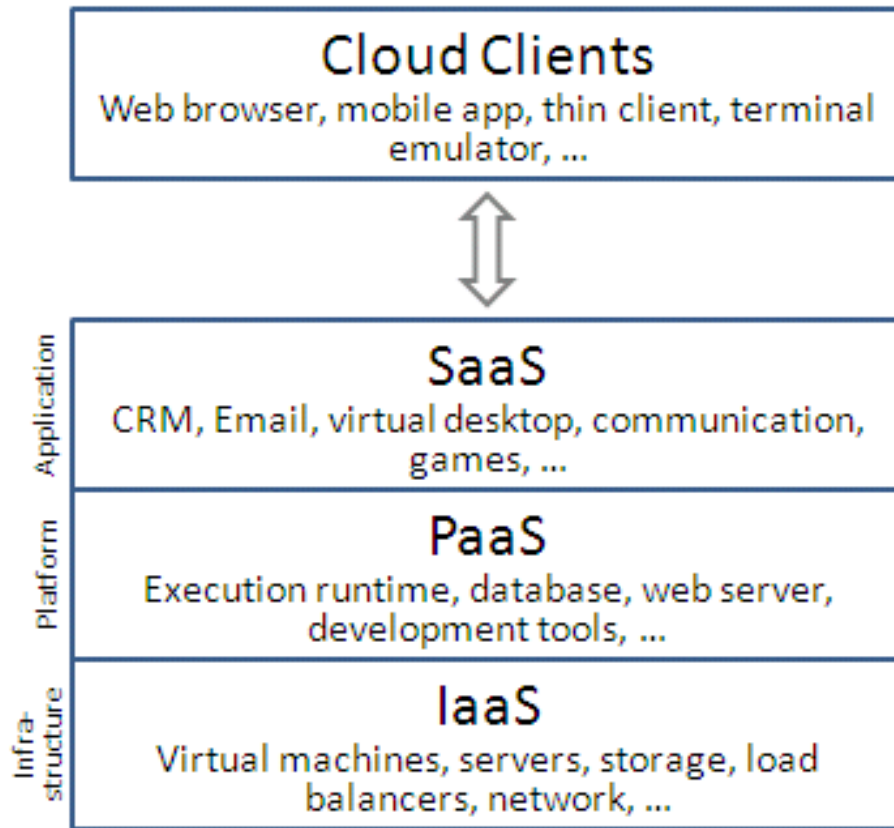 Cloud Clients
Web browser, mobile app, thin client, terminal
emulator, ...
Application
SaaS
CRM, Email, virtual desktop, communication,
games, ...
Platform
PaaS
Execution runtime, database, web server,
development tools, ...
Infra-
structure
IaaS
Virtual machines, servers, storage, load
balancers, network, ...